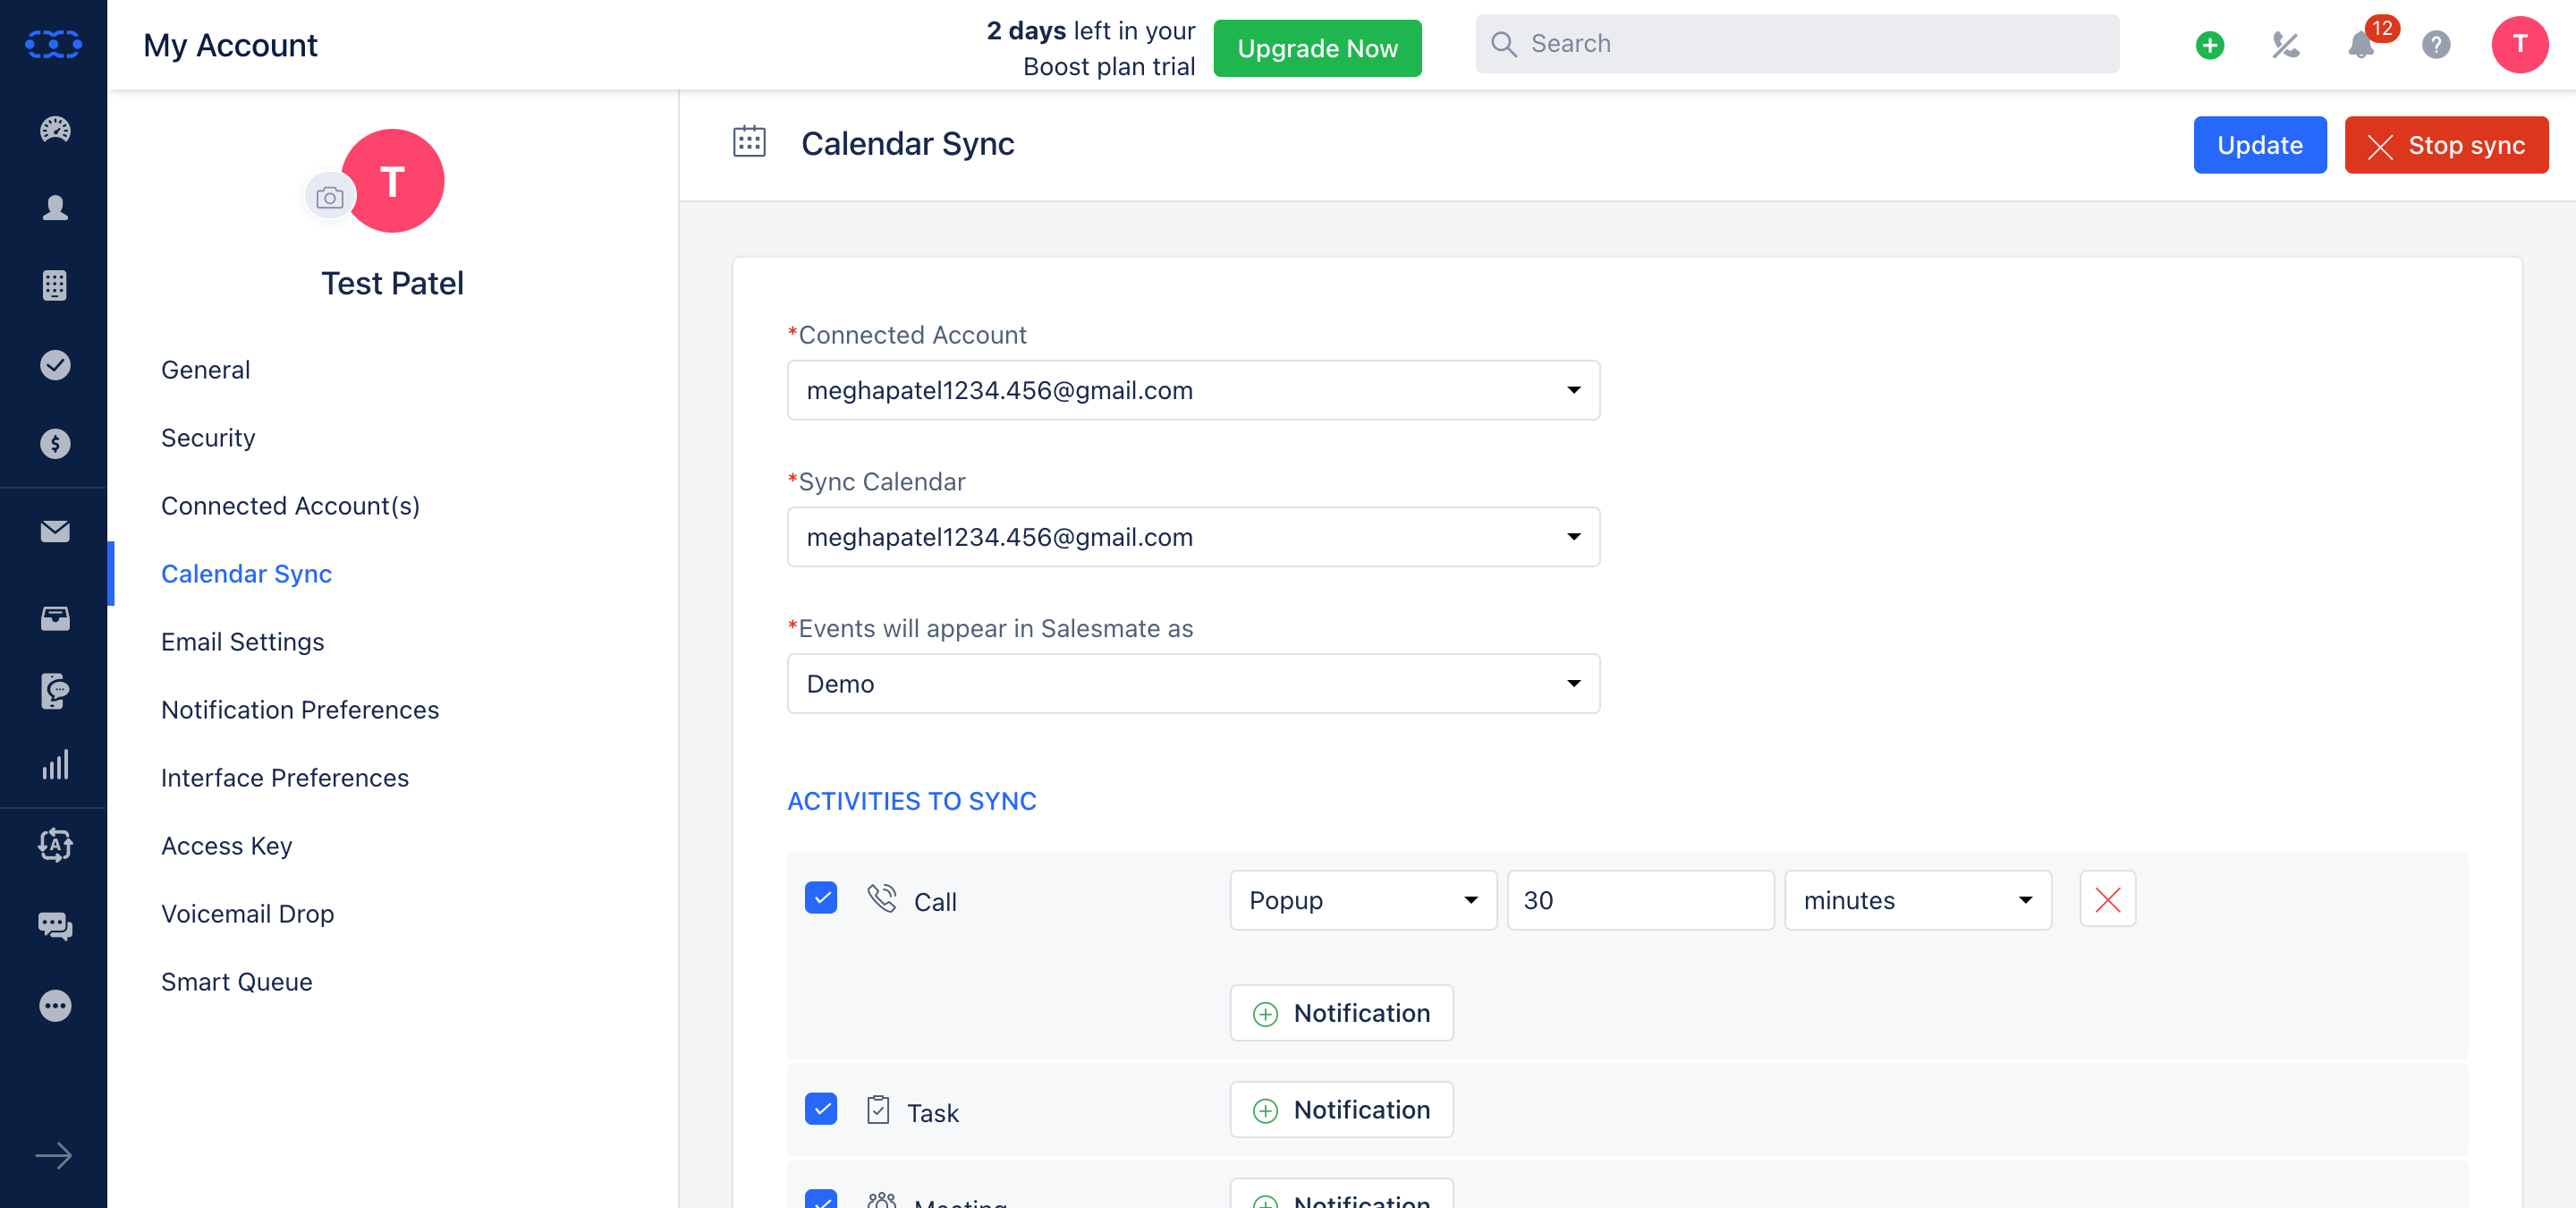 My Account
2 days left in your
Boost plan trial
Upgrade Now
Search
12
?
T
T
Test Patel
General
Security
Connected Account(s)
Calendar Sync
Email Settings
Notification Preferences
Interface Preferences
Access Key
Voicemail Drop
Smart Queue
Calendar Sync
Update
Stop sync
*Connected Account
meghapatel1234.456@gmail.com
*Sync Calendar
meghapatel1234.456@gmail.com
*Events will appear in Salesmate as
Demo
ACTIVITIES TO SYNC
Call
Popup
30
minutes
Notification
Task
Notification
Meeting
Notification